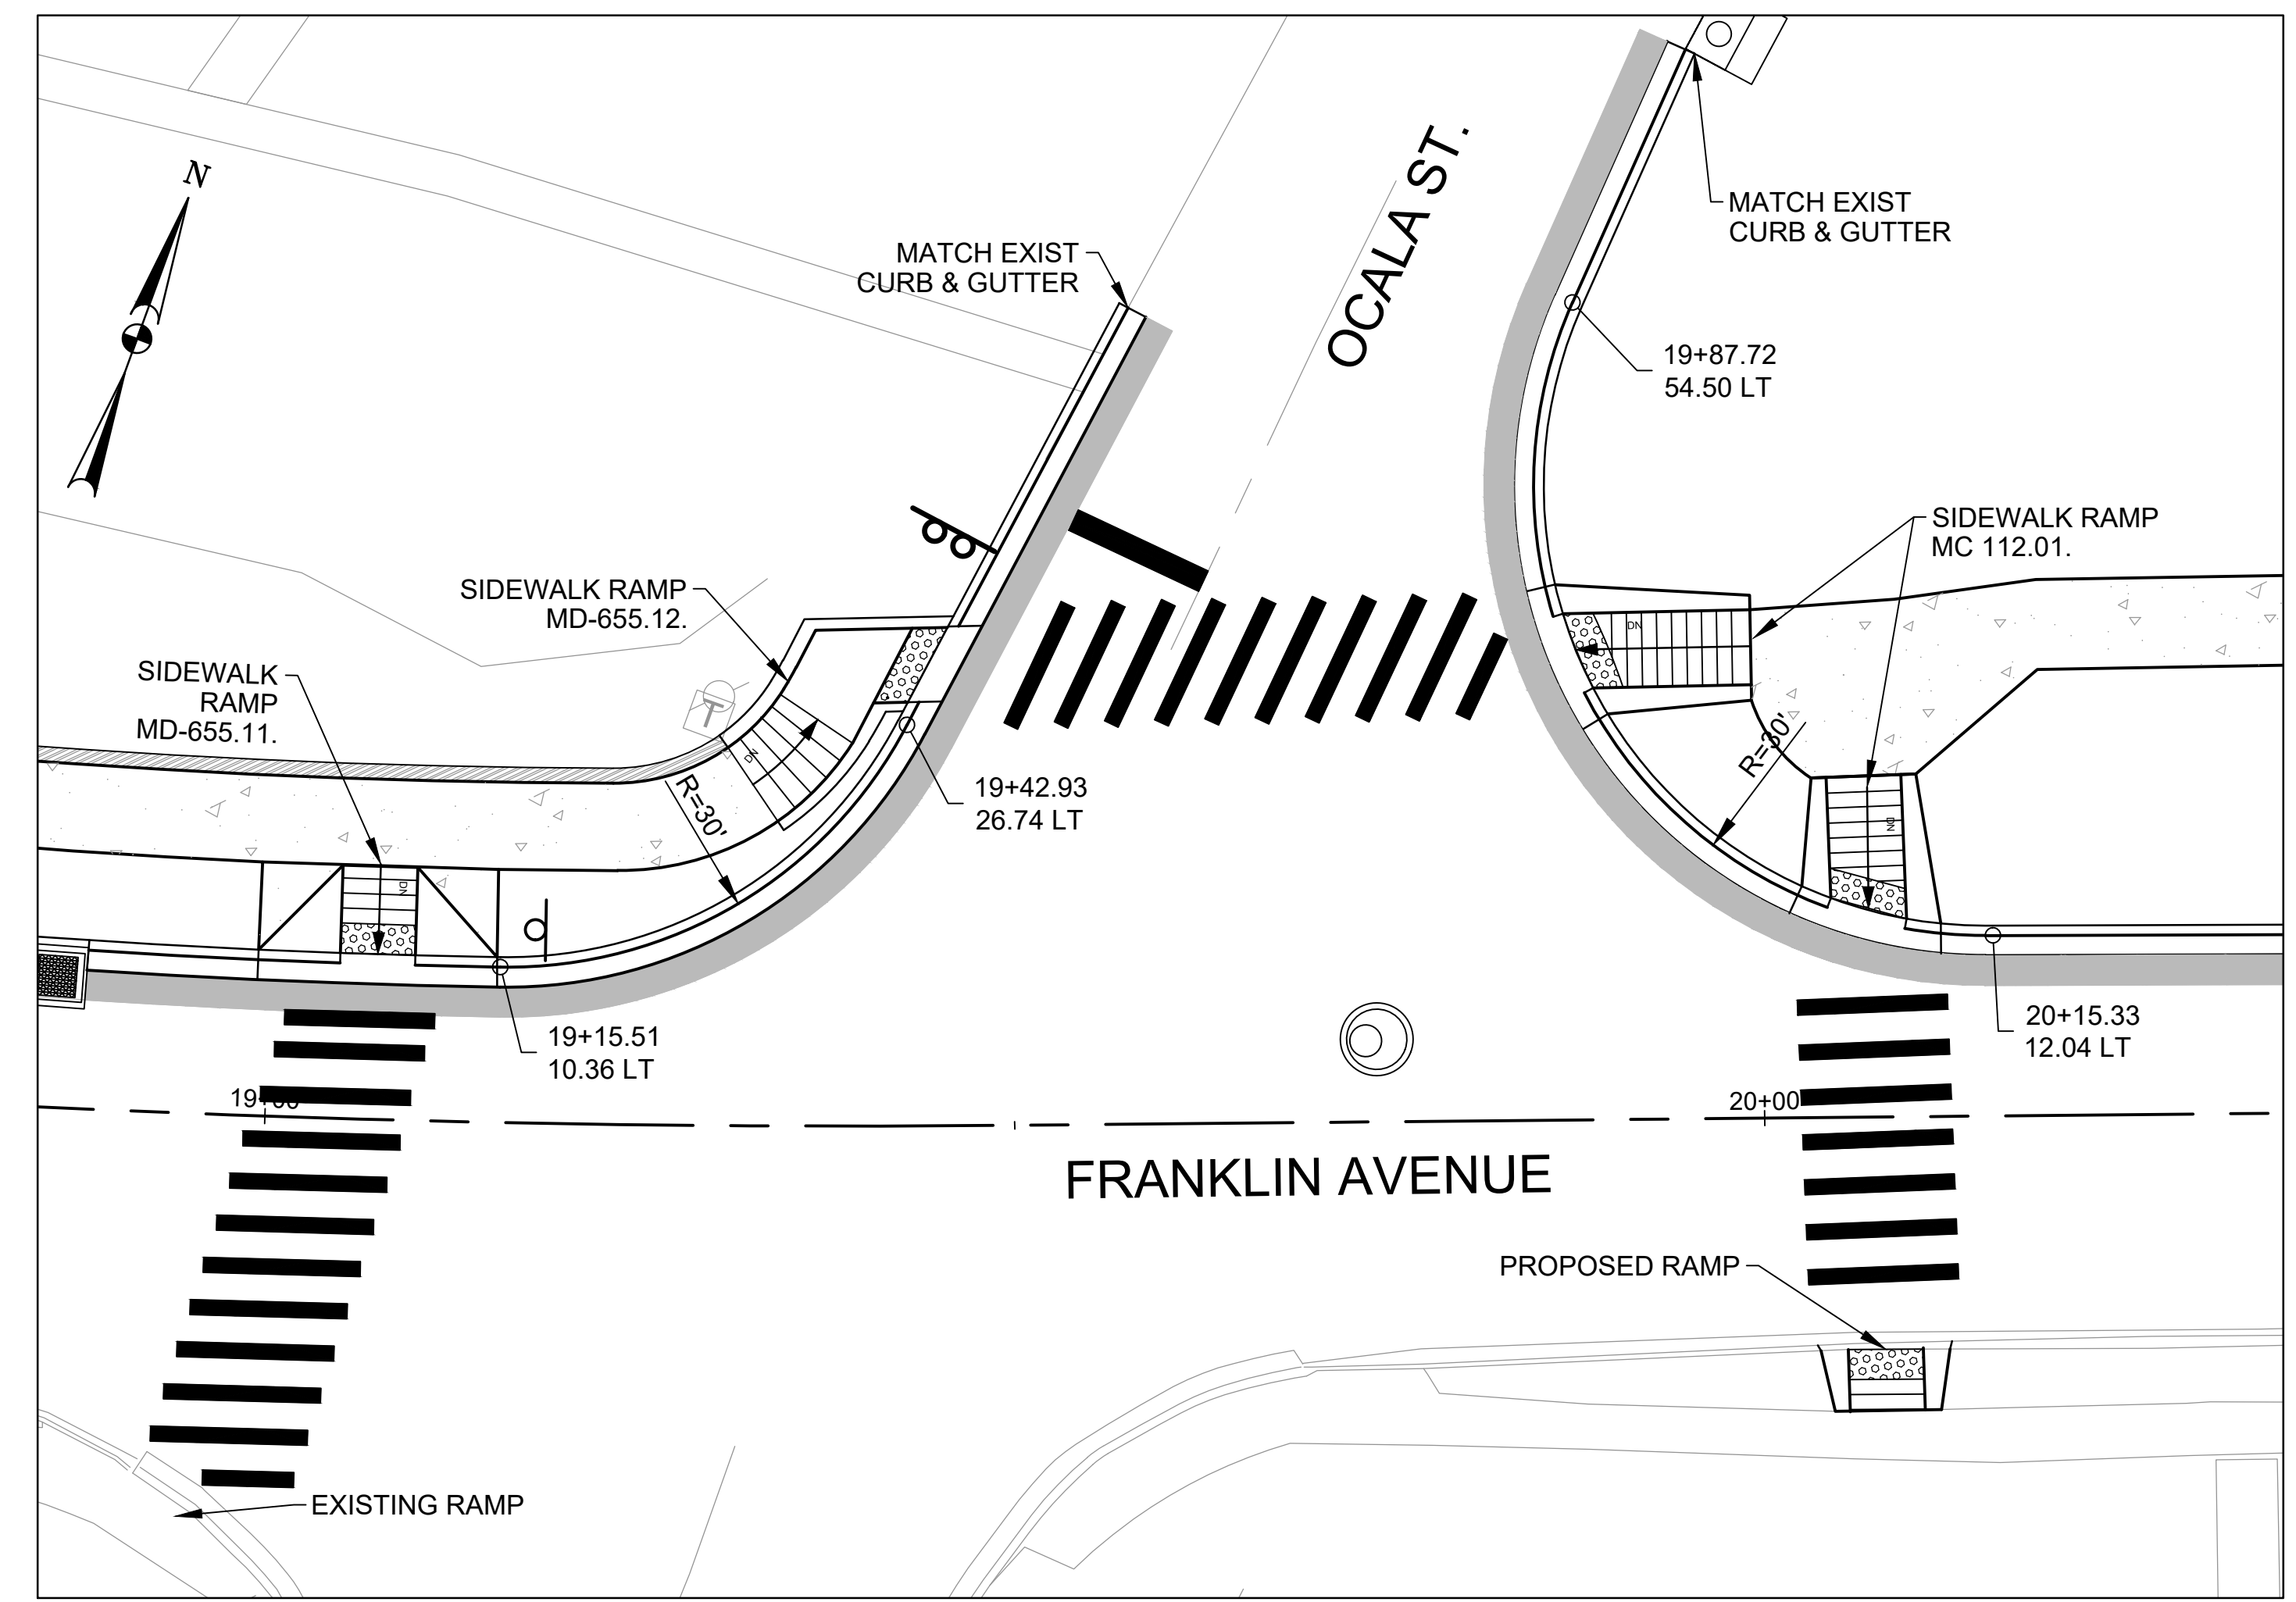 N
OCALA ST.
MATCH EXIST
CURB & GUTTER
MATCH EXIST
CURB & GUTTER
19+87.72
54.50 LT
SIDEWALK RAMP
MC 112.01.
SIDEWALK RAMP
MD-655.12.
DN
SIDEWALK
RAMP
MD-655.11.
DN
R=30'
R=30'
19+42.93
26.74 LT
DN
DN
19+15.51
10.36 LT
20+15.33
12.04 LT
19+00
20+00
FRANKLIN AVENUE
PROPOSED RAMP
EXISTING RAMP